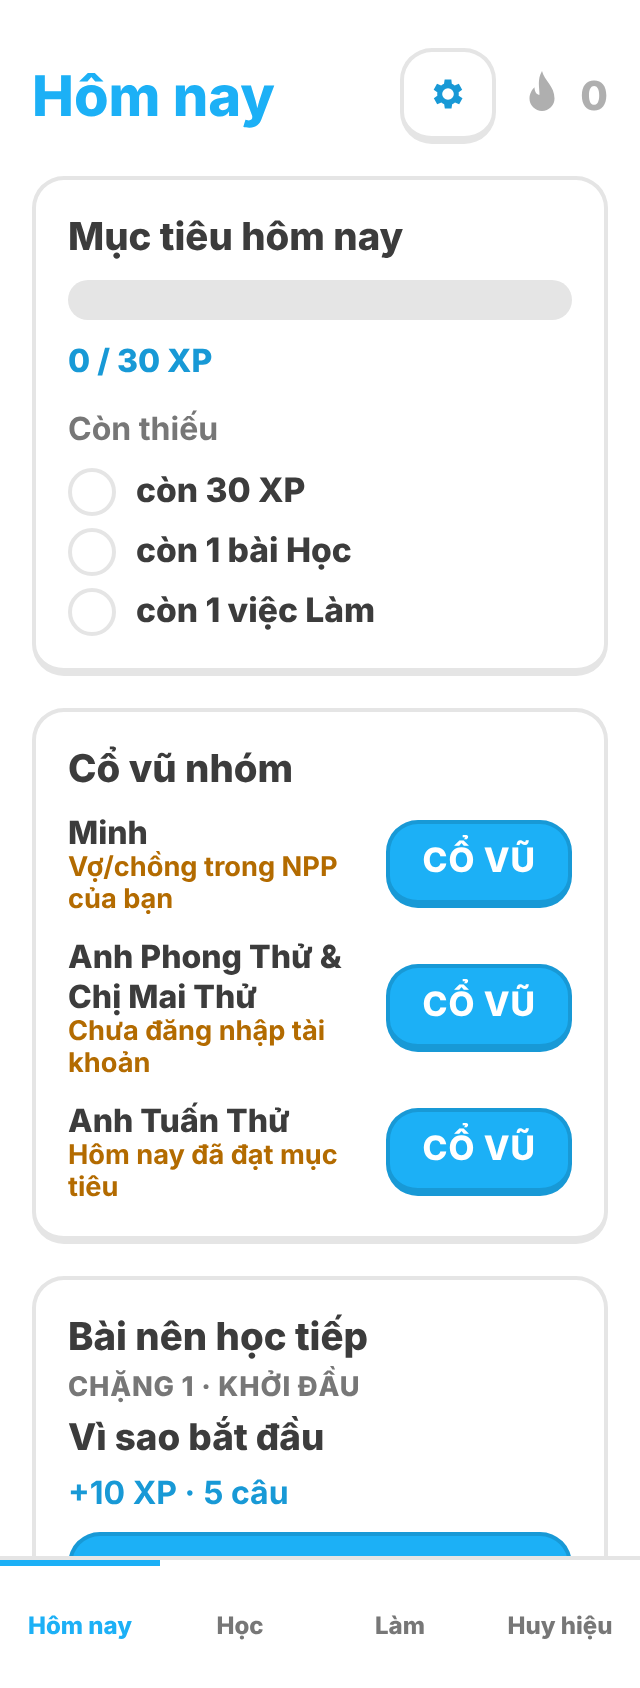 Hôm nay
0
Mục tiêu hôm nay
0 / 30 XP
Còn thiếu
còn 30 XP
còn 1 bài Học
còn 1 việc Làm
Cổ vũ nhóm
Minh
Vợ/chồng trong NPP
của bạn
CỔ VŨ
Anh Phong Thử &
Chị Mai Thử
Chưa đăng nhập tài
khoản
CỔ VŨ
Anh Tuấn Thử
Hôm nay đã đạt mục
tiêu
CỔ VŨ
Bài nên học tiếp
CHẶNG 1 · KHỞI ĐẦU
Vì sao bắt đầu
+10 XP · 5 câu
Hôm nay
Học
Làm
Huy hiệu